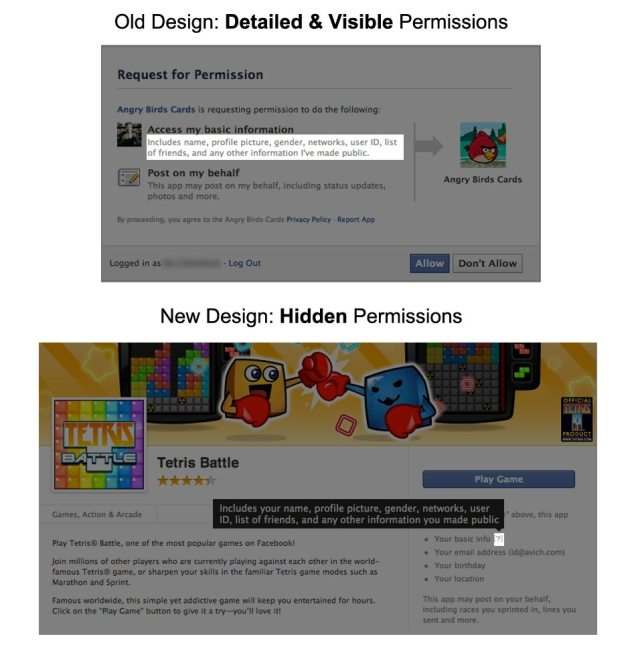 Old Design: Detailed & Visible Permissions
Request for Permission
Angry Birds Cards is requesting permission to do the following:
Access my basic information
Includes name, profile picture, gender, networks, user ID, list
of friends, and any other information I've made public.
Post on my behalf
This app may post on my behalf, including status updates,
photos and more.
Angry Birds Cards
By proceeding, you agree to the Angry Birds Cards Privacy Policy · Report App
Logged in as · Log Out
Allow
Don't Allow
New Design: Hidden Permissions
OFFICIAL
TETRIS
PRODUCT
WWW.TETRIS.COM
TETRIS®
BATTLE
Tetris Battle
Play Game
Games, Action & Arcade
Includes your name, profile picture, gender, networks, user
ID, list of friends, and any other information you made public
" above, this app
• Your basic info [?]
• Your email address (id@avich.com)
• Your birthday
• Your location
Play Tetris® Battle, one of the most popular games on Facebook!
Join millions of other players who are currently playing against each other in the world-
famous Tetris® game, or sharpen your skills in the familiar Tetris game modes such as
Marathon and Sprint.
Famous worldwide, this simple yet addictive game will keep you entertained for hours.
Click on the "Play Game" button to give it a try—you'll love it!
This app may post on your behalf,
including races you sprinted in, lines you
sent and more.